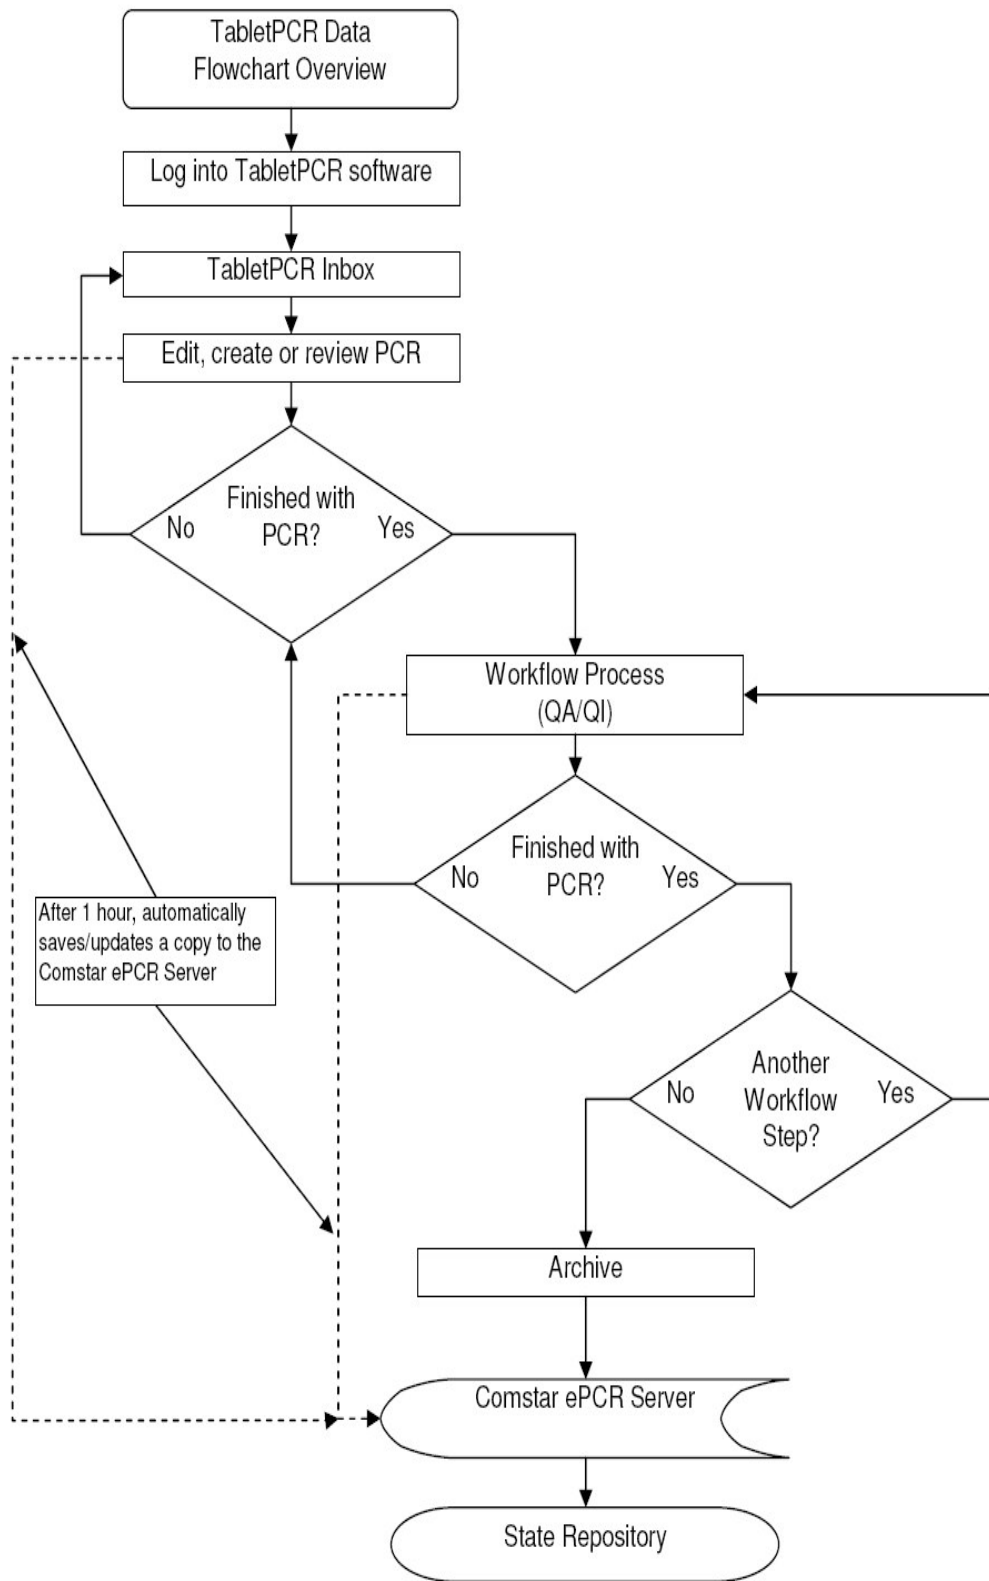 TabletPCR Data
Flowchart Overview
Log into TabletPCR software
TabletPCR Inbox
Edit, create or review PCR
Finished with
PCR?
No
Yes
Workflow Process
(QA/QI)
Finished with
PCR?
No
Yes
After 1 hour, automatically
saves/updates a copy to the
Comstar ePCR Server
Another
Workflow
Step?
No
Yes
Archive
Comstar ePCR Server
State Repository